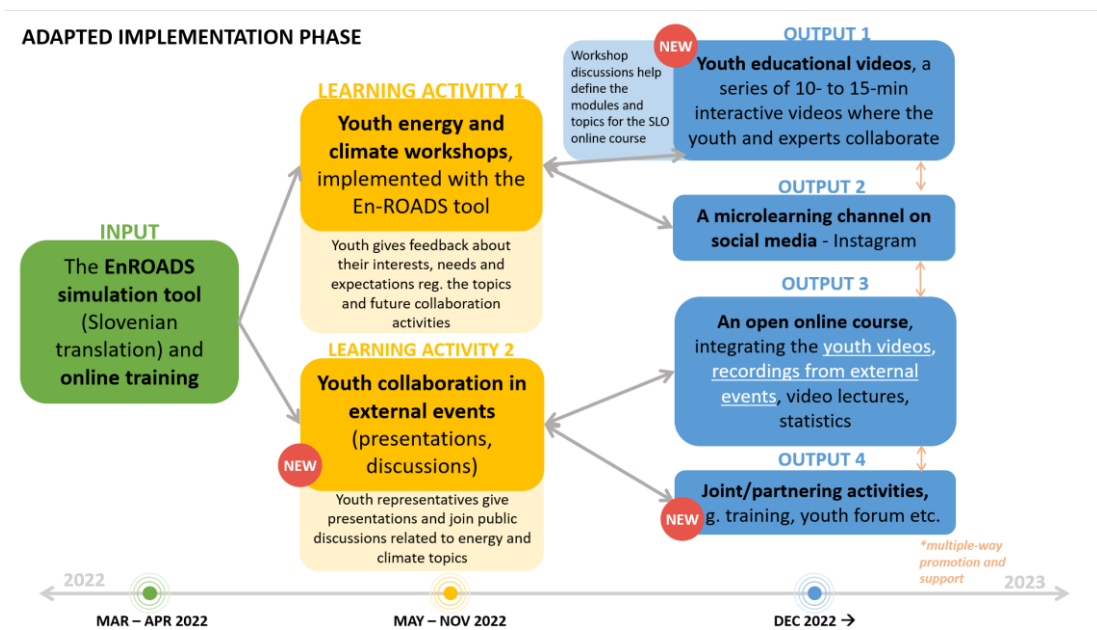 ADAPTED IMPLEMENTATION PHASE
INPUT
The EnROADS
simulation tool
(Slovenian
translation) and
online training
LEARNING ACTIVITY 1
Youth energy and
climate workshops,
implemented with the
En-ROADS tool
Youth gives feedback about
their interests, needs and
expectations reg. the topics
and future collaboration
activities
LEARNING ACTIVITY 2
Youth collaboration in
external events
(presentations,
discussions)
NEW
Youth representatives give
presentations and join public
discussions related to energy and
climate topics
Workshop
discussions help
define the
modules and
topics for the SLO
online course
NEW
OUTPUT 1
Youth educational videos, a
series of 10- to 15-min
interactive videos where the
youth and experts collaborate
OUTPUT 2
A microlearning channel on
social media - Instagram
OUTPUT 3
An open online course,
integrating the youth videos,
recordings from external
events, video lectures,
statistics
OUTPUT 4
Joint/partnering activities,
g. training, youth forum etc.
NEW
*multiple-way
promotion and
support
2022
2023
MAR – APR 2022
MAY – NOV 2022
DEC 2022 →